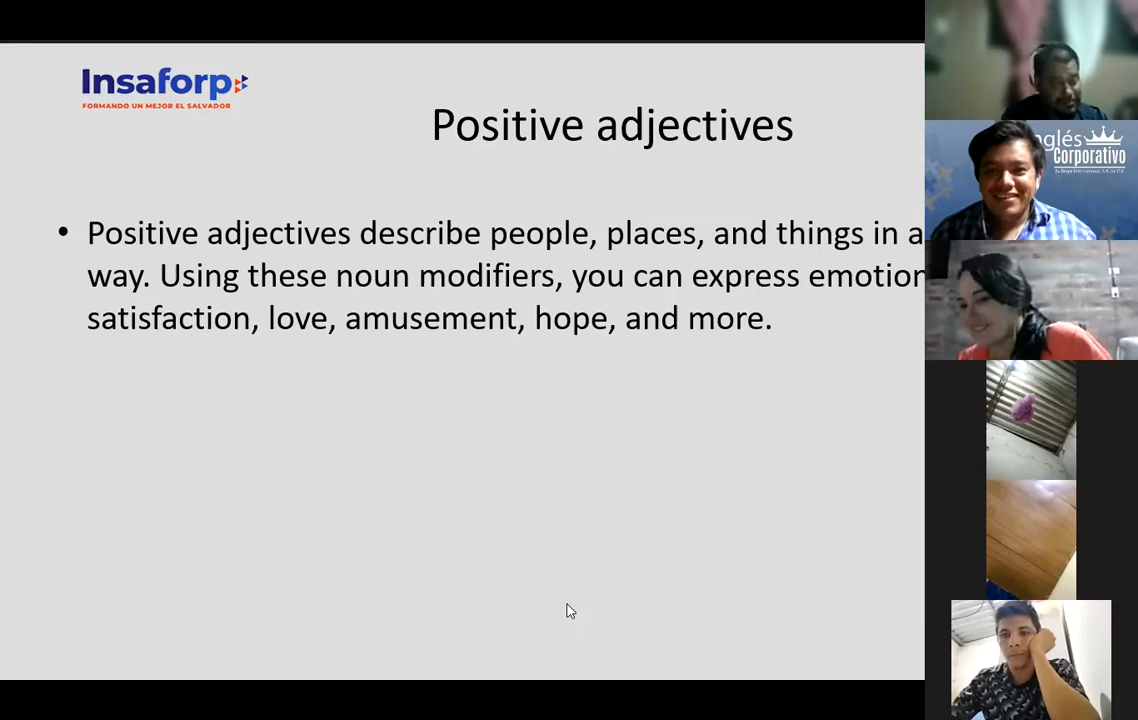 Insaforp
FORMANDO UN MEJOR EL SALVADOR
Positive adjectives
• Positive adjectives describe people, places, and things in a
way. Using these noun modifiers, you can express emotion
satisfaction, love, amusement, hope, and more.
nglés
Corporativo